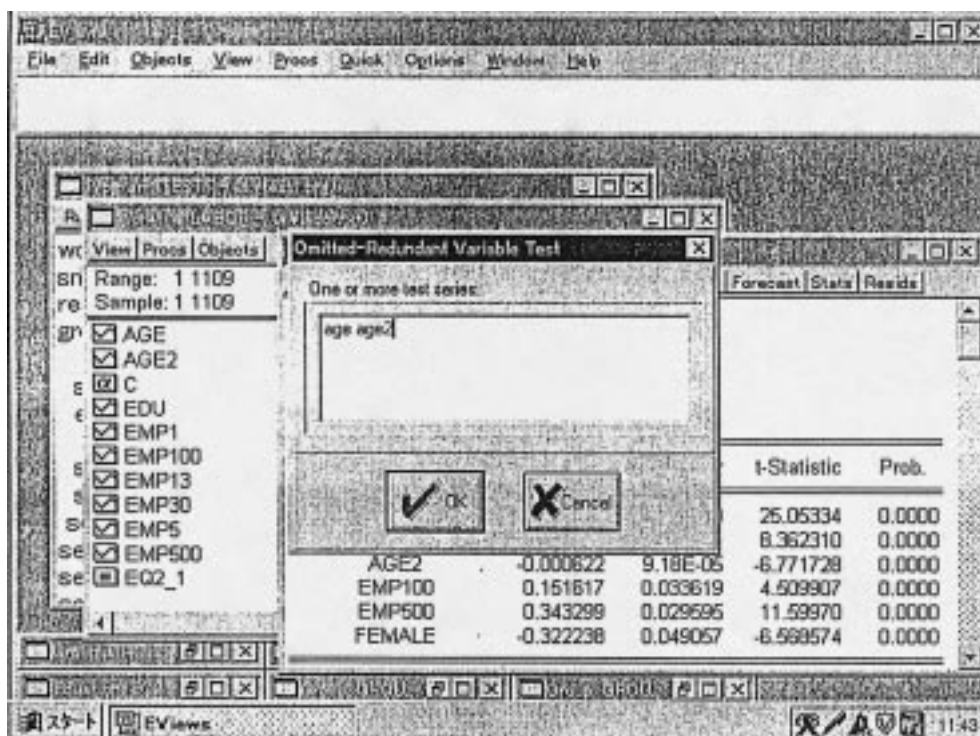 EV
File Edit Objects View Procs Quick Options Window Help
View Procs Objects
Range: 1 1109
Sample: 1 1109
AGE
AGE2
C
EDU
EMP1
EMP100
EMP13
EMP30
EMP5
EMP500
EQ2_1
Omitted-Redundant Variable Test
One or more test series:
age age2
OK
Cancel
Forecast Stats Resids
t-Statistic Prob.
25.05334 0.0000
8.362310 0.0000
AGE2 -0.000622 9.18E-05 -6.771728 0.0000
EMP100 0.151617 0.033619 4.509907 0.0000
EMP500 0.343299 0.029595 11.59970 0.0000
FEMALE -0.322238 0.049057 -6.568574 0.0000
スタート
EViews
11:43